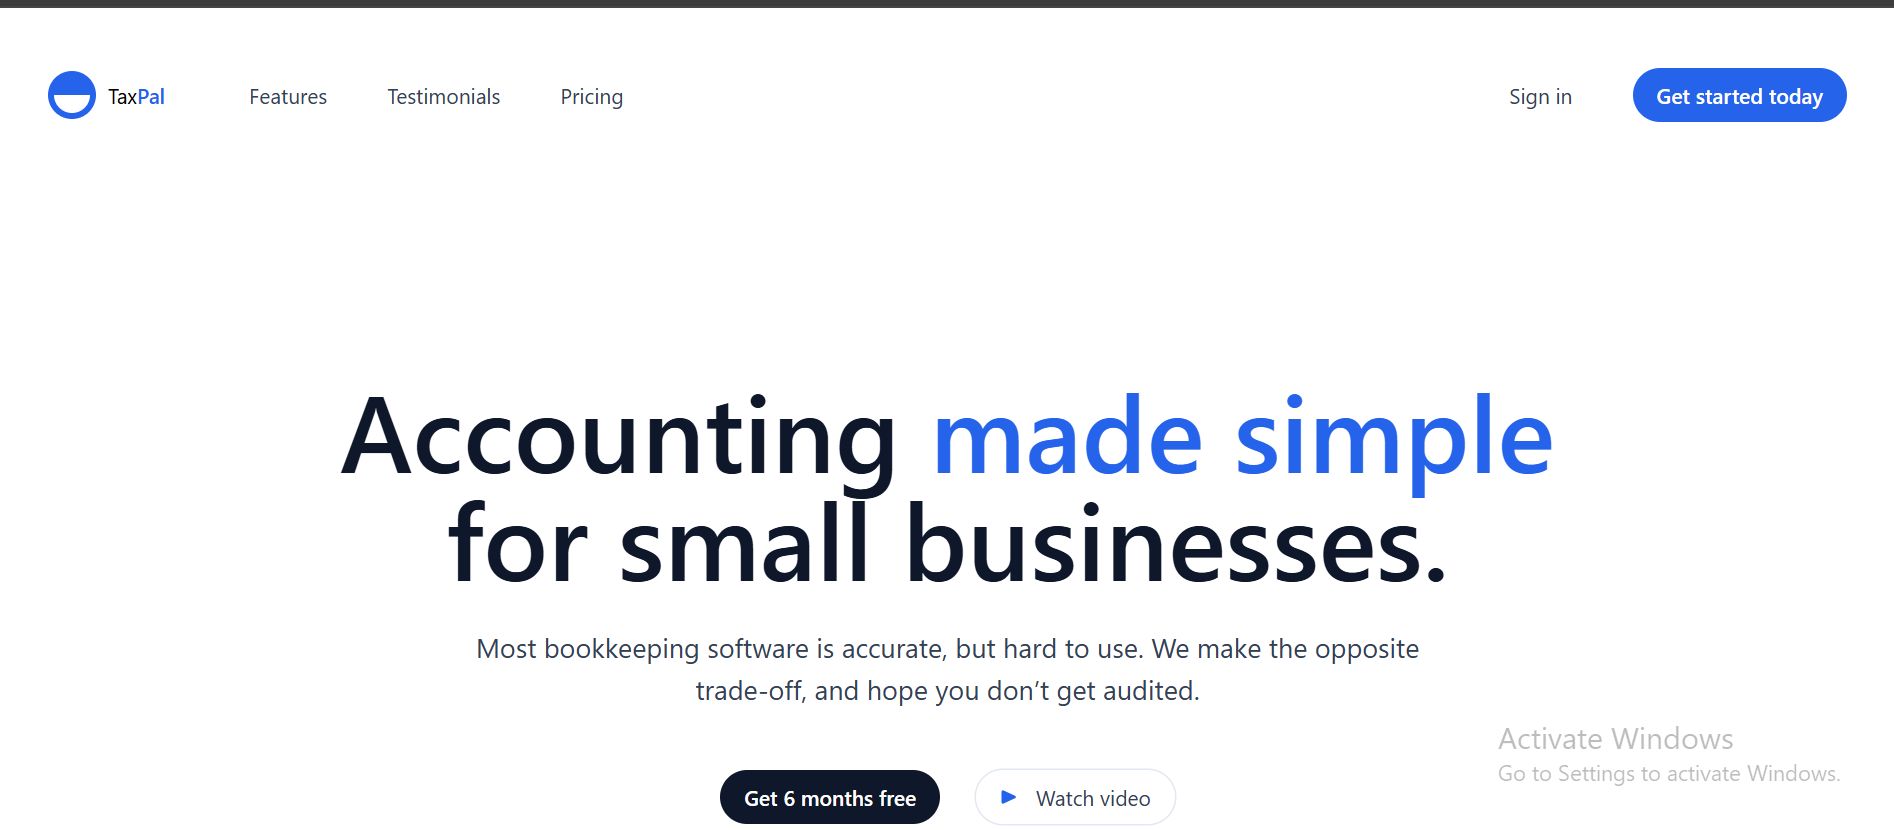 TaxPal
Features
Testimonials
Pricing
Sign in
Get started today
Accounting made simple
for small businesses.
Most bookkeeping software is accurate, but hard to use. We make the opposite
trade-off, and hope you don’t get audited.
Get 6 months free
Watch video
Activate Windows
Go to Settings to activate Windows.